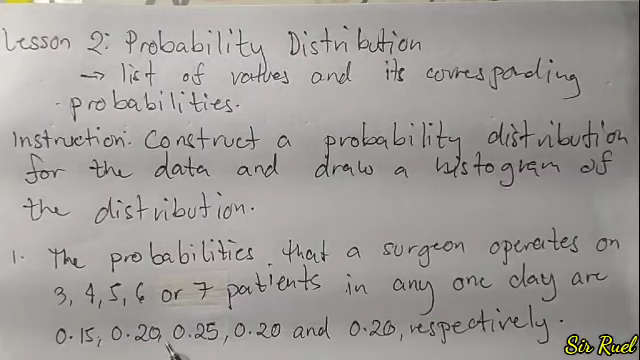 Lesson 2: Probability Distribution
→ list of values and its corresponding
probabilities.
Instruction: Construct a probability distribution
for the data and draw a histogram of
the distribution.
1. The probabilities that a surgeon operates on
3, 4, 5, 6 or 7 patients in any one day are
0.15, 0.20, 0.25, 0.20 and 0.20, respectively.
Sir Ruel